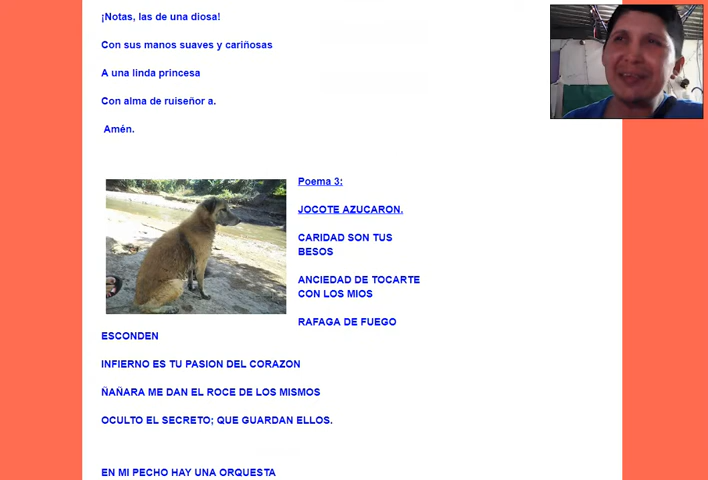 ¡Notas, las de una diosa!
Con sus manos suaves y cariñosas
A una linda princesa
Con alma de ruiseñor a.
Amén.
Poema 3:
JOCOTE AZUCARON.
CARIDAD SON TUS
BESOS
ANCIEDAD DE TOCARTE
CON LOS MIOS
RAFAGA DE FUEGO
ESCONDEN
INFIERNO ES TU PASION DEL CORAZON
ÑAÑARA ME DAN EL ROCE DE LOS MISMOS
OCULTO EL SECRETO; QUE GUARDAN ELLOS.
EN MI PECHO HAY UNA ORQUESTA